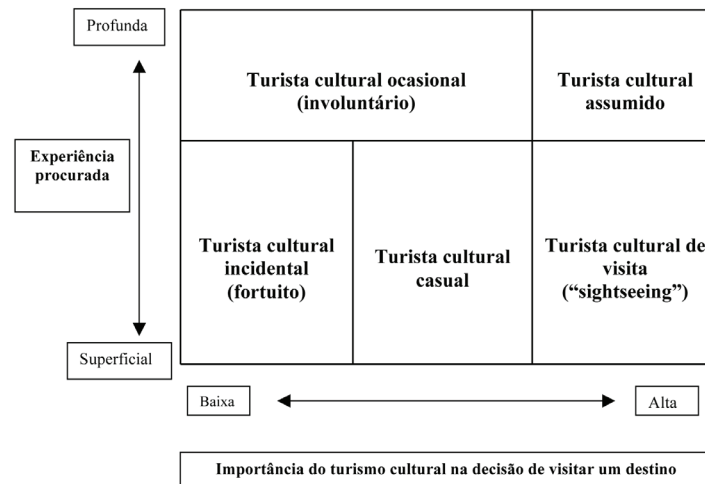 Profunda
Turista cultural ocasional
(involuntário)
Turista cultural
assumido
Experiência
procurada
Turista cultural
incidental
(fortuito)
Turista cultural
casual
Turista cultural de
visita
(“sightseeing”)
Superficial
Baixa
Alta
Importância do turismo cultural na decisão de visitar um destino